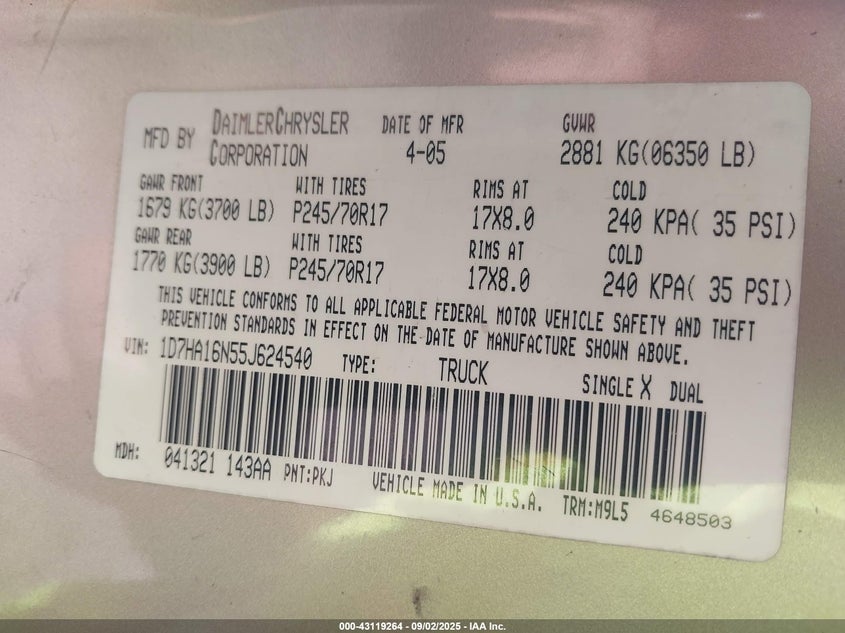 MFD BY DAIMLERCHRYSLER CORPORATION DATE OF MFR 4-05 GVWR 2881 KG(06350 LB)
GAWR FRONT WITH TIRES RIMS AT COLD
1679 KG(3700 LB) P245/70R17 17X8.0 240 KPA( 35 PSI)
GAWR REAR WITH TIRES RIMS AT COLD
1770 KG(3900 LB) P245/70R17 17X8.0 240 KPA( 35 PSI)
THIS VEHICLE CONFORMS TO ALL APPLICABLE FEDERAL MOTOR VEHICLE SAFETY AND THEFT
PREVENTION STANDARDS IN EFFECT ON THE DATE OF MANUFACTURE SHOWN ABOVE.
VIN: 1D7HA16N55J624540 TYPE: TRUCK SINGLE X DUAL
MDH: 041321 143AA PNT:PKJ VEHICLE MADE IN U.S.A. TRM:M9L5 4648503
000-43119264 - 09/02/2025 - IAA Inc.